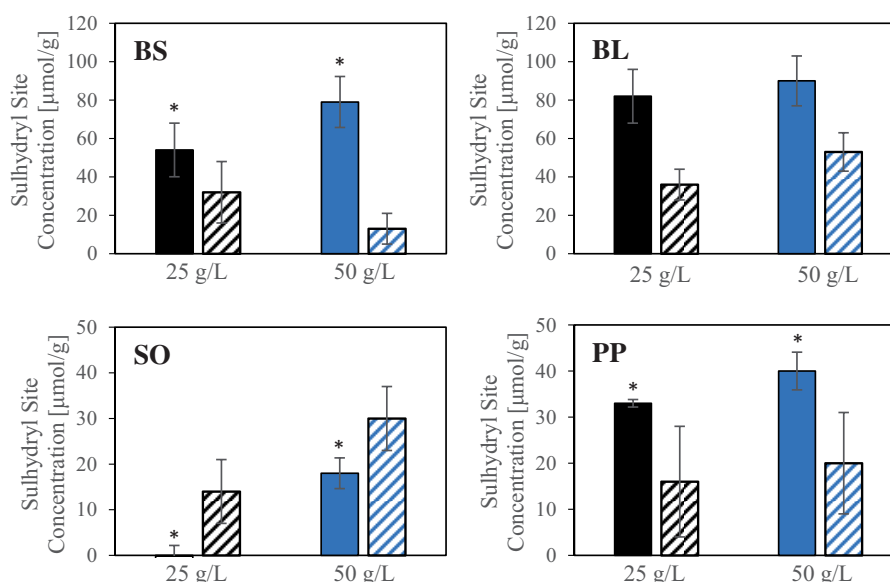 120
100
80
60
40
20
0
Sulhydryl Site
Concentration [µmol/g]
BS
*
*
25 g/L
50 g/L
120
100
80
60
40
20
0
Sulhydryl Site
Concentration [µmol/g]
BL
25 g/L
50 g/L
50
40
30
20
10
0
Sulhydryl Site
Concentration [µmol/g]
SO
*
*
25 g/L
50 g/L
50
40
30
20
10
0
Sulhydryl Site
Concentration [µmol/g]
PP
*
*
25 g/L
50 g/L